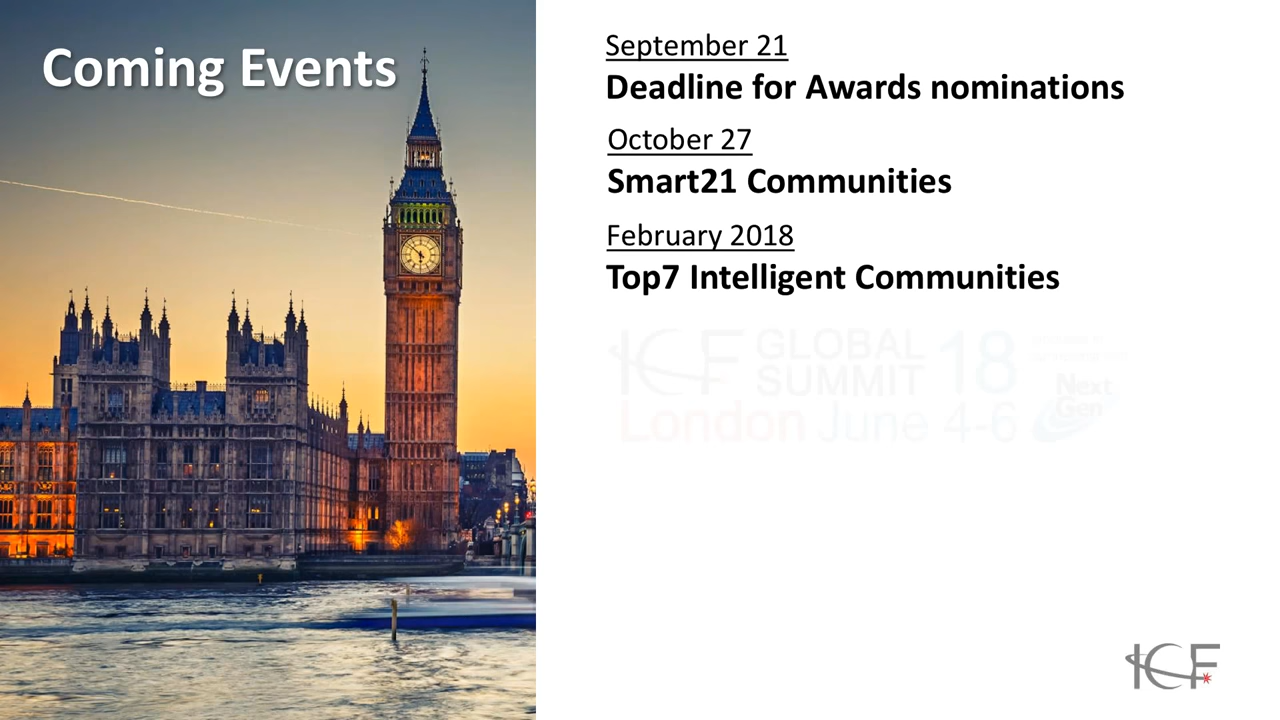 Coming Events
September 21
Deadline for Awards nominations
October 27
Smart21 Communities
February 2018
Top7 Intelligent Communities
ICF GLOBAL SUMMIT 18
London June 4-6
Next Gen
ICF